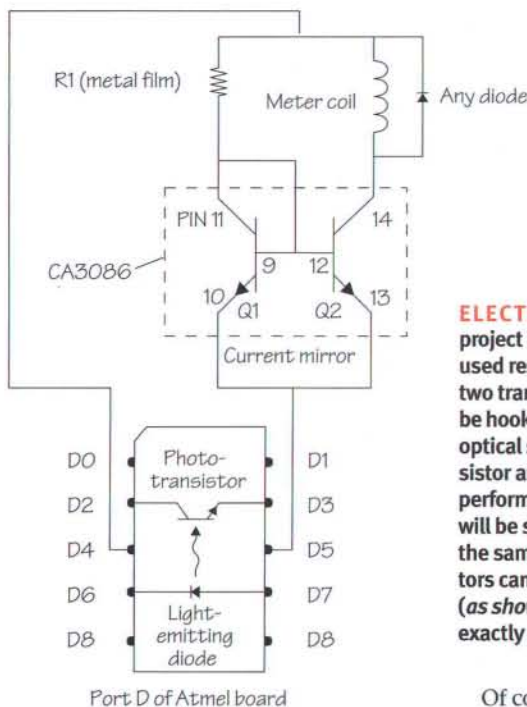 R1 (metal film)
Meter coil
Any diode
PIN 11
14
CA3086
9
12
10
Q1
Q2
13
Current mirror
D0
Photo-
transistor
D1
D2
D3
D4
D5
D6
D7
Light-
emitting
diode
D8
D8
Port D of Atmel board
ELECT
project
used re
two tran
be hook
optical s
sistor a
perform
will be s
the sam
tors can
(as sho
exactly
Of co